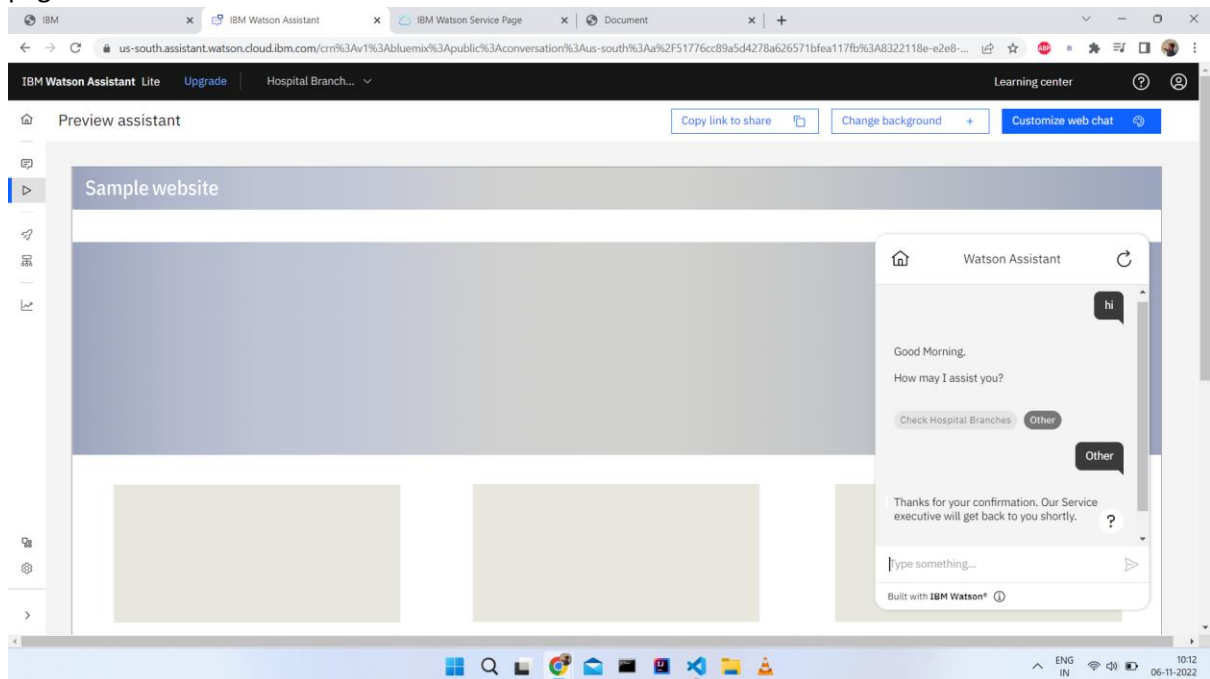 IBM
IBM Watson Assistant
IBM Watson Service Page
Document
us-south.assistant.watson.cloud.ibm.com/crn%3Av1%3Abluemix%3Apublic%3Aconversation%3Aus-south%3Aa%2F51776cc89a5d4278a626571bfea117fb%3A8322118e-e2e8-...
ABP
IBM Watson Assistant Lite Upgrade Hospital Branch... Learning center
Preview assistant Copy link to share Change background + Customize web chat
Sample website
Watson Assistant
hi
Good Morning.
How may I assist you?
Check Hospital Branches Other
Other
Thanks for your confirmation. Our Service
executive will get back to you shortly.
?
Type something...
Built with IBM Watson®
ENG 10:12
IN 06-11-2022